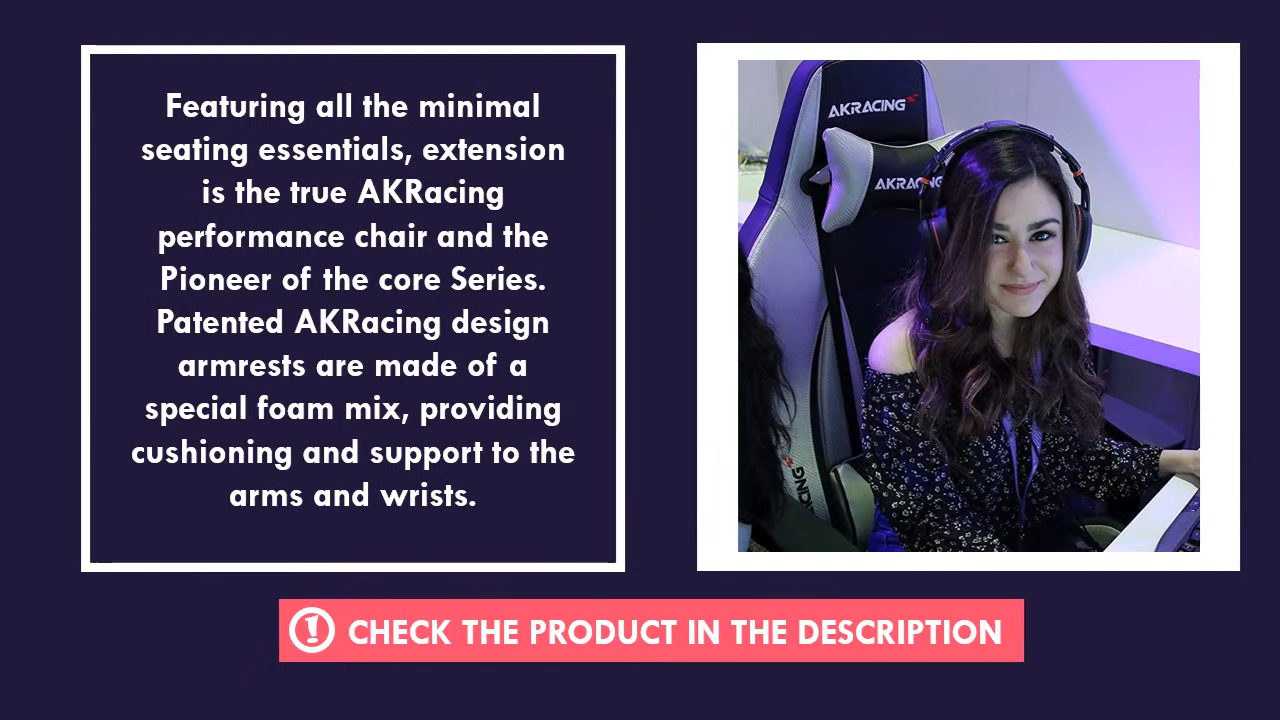 Featuring all the minimal
seating essentials, extension
is the true AKRacing
performance chair and the
Pioneer of the core Series.
Patented AKRacing design
armrests are made of a
special foam mix, providing
cushioning and support to the
arms and wrists.
AKRACING
AKRACING
CHECK THE PRODUCT IN THE DESCRIPTION